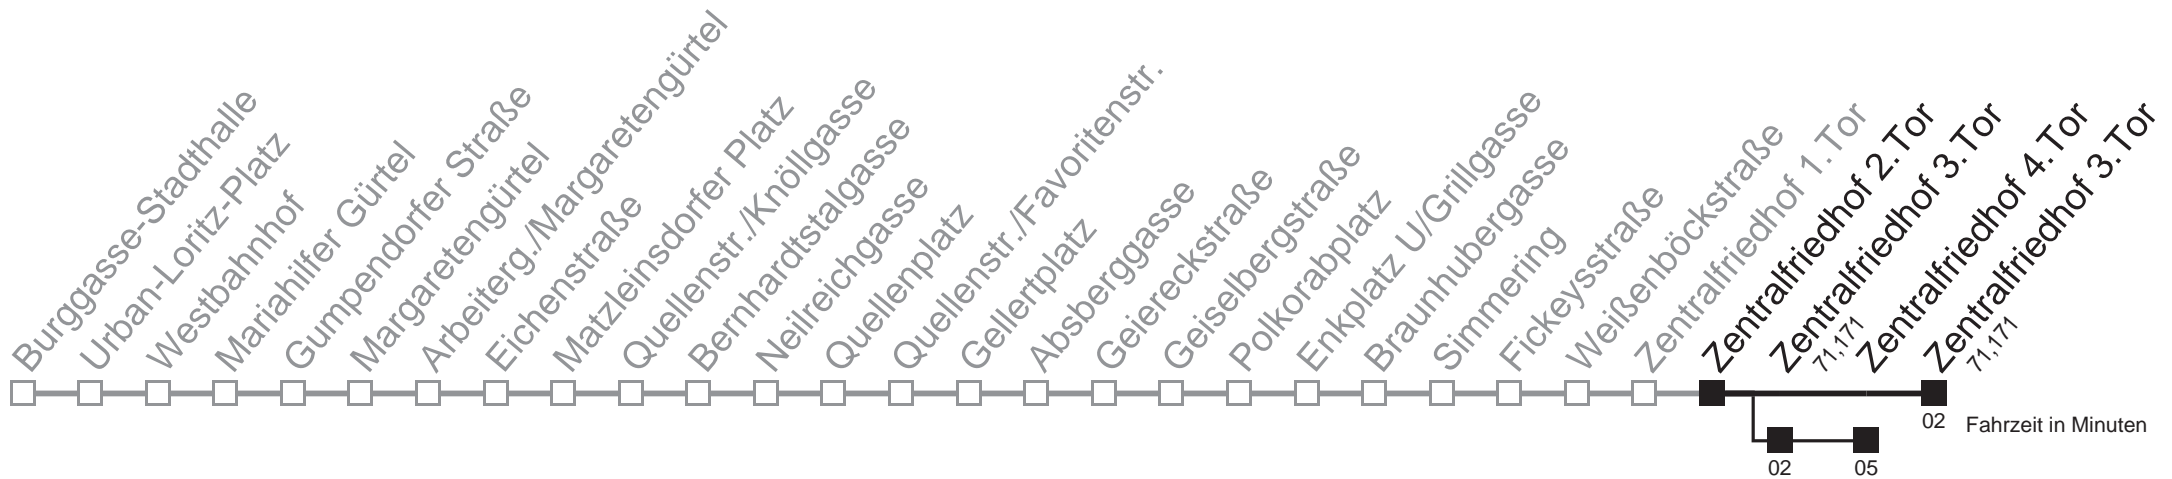 Burggasse-Stadthalle
Urban-Loritz-Platz
Westbahnhof
Mariahilfer Gürtel
Gumpendorfer Straße
Margaretengürtel
Arbeiterg./Margaretengürtel
Eichenstraße
Matzleinsdorfer Platz
Quellenstr./Knöllgasse
Bernhardtstalgasse
Neilreichgasse
Quellenplatz
Quellenstr./Favoritenstr.
Gellertplatz
Absberggasse
Geiereckstraße
Geiselbergstraße
Polkorabplatz
Enkplatz U/Grillgasse
Braunhubergasse
Simmering
Fickeysstraße
Weißenböckstraße
Zentralfriedhof 1.Tor
Zentralfriedhof 2.Tor
Zentralfriedhof 3.Tor
71,171
Zentralfriedhof 4.Tor
Zentralfriedhof 3.Tor
71,171
02
Fahrzeit in Minuten
02
05